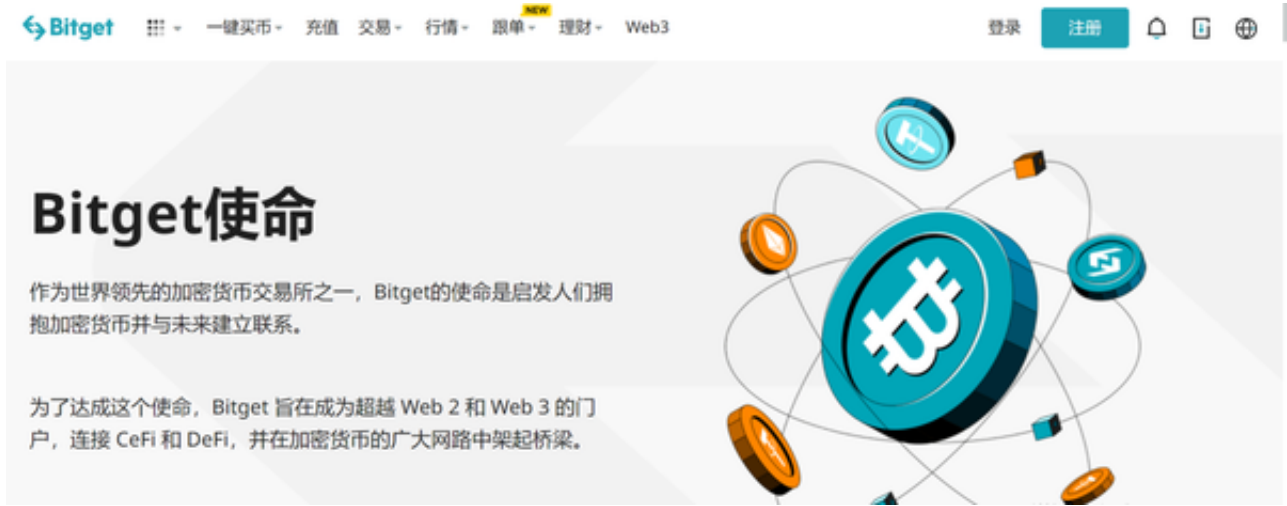 Bitget 一键买币 充值 交易 行情 跟单 NEW 理财 Web3 登录 注册
Bitget使命
作为世界领先的加密货币交易所之一，Bitget的使命是启发人们拥
抱加密货币并与未来建立联系。
为了达成这个使命，Bitget 旨在成为超越 Web 2 和 Web 3 的门
户，连接 CeFi 和 DeFi，并在加密货币的广大网路中架起桥梁。